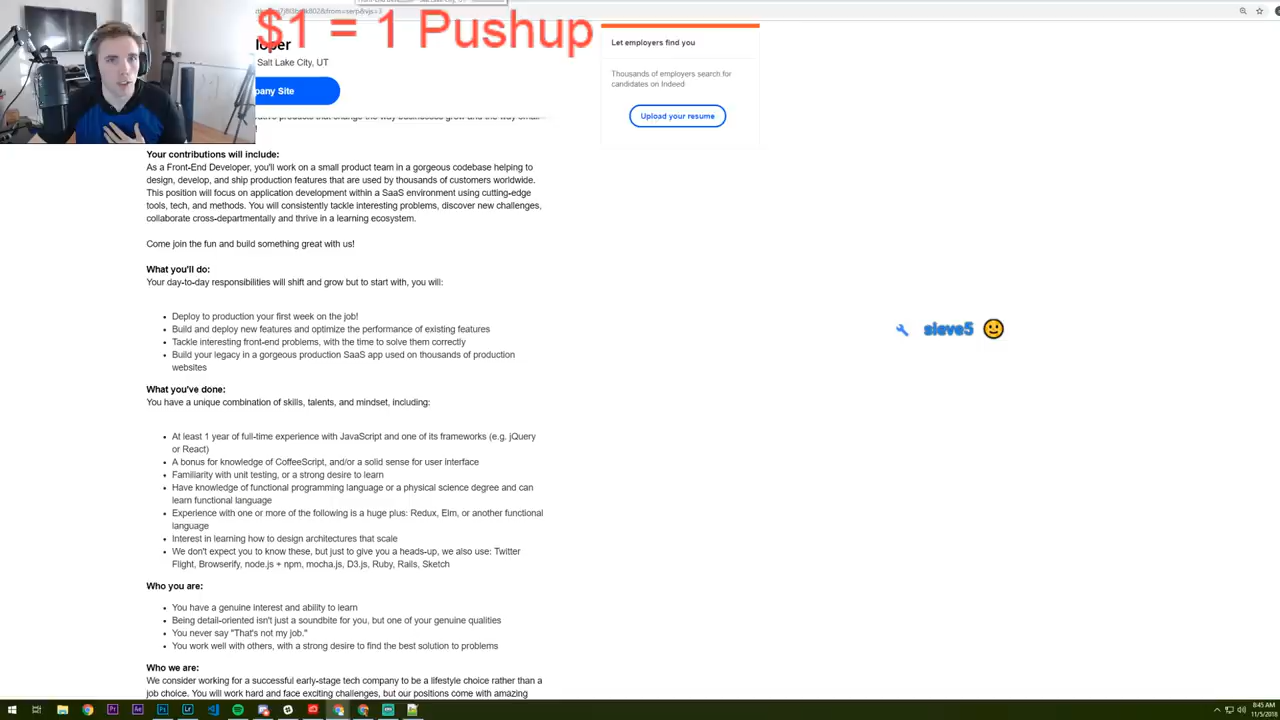 $1 = 1 Pushup
loper
Salt Lake City, UT
pany Site
Let employers find you
Thousands of employers search for
candidates on Indeed
Upload your resume
products that change the way businesses grow and the way small
Your contributions will include:
As a Front-End Developer, you'll work on a small product team in a gorgeous codebase helping to
design, develop, and ship production features that are used by thousands of customers worldwide.
This position will focus on application development within a SaaS environment using cutting-edge
tools, tech, and methods. You will consistently tackle interesting problems, discover new challenges,
collaborate cross-departmentally and thrive in a learning ecosystem.
Come join the fun and build something great with us!
What you'll do:
Your day-to-day responsibilities will shift and grow but to start with, you will:
• Deploy to production your first week on the job!
• Build and deploy new features and optimize the performance of existing features
• Tackle interesting front-end problems, with the time to solve them correctly
• Build your legacy in a gorgeous production SaaS app used on thousands of production
websites
sieve5
What you've done:
You have a unique combination of skills, talents, and mindset, including:
• At least 1 year of full-time experience with JavaScript and one of its frameworks (e.g. jQuery
or React)
• A bonus for knowledge of CoffeeScript, and/or a solid sense for user interface
• Familiarity with unit testing, or a strong desire to learn
• Have knowledge of functional programming language or a physical science degree and can
learn functional language
• Experience with one or more of the following is a huge plus: Redux, Elm, or another functional
language
• Interest in learning how to design architectures that scale
• We don't expect you to know these, but just to give you a heads-up, we also use: Twitter
Flight, Browserify, node.js + npm, mocha.js, D3.js, Ruby, Rails, Sketch
Who you are:
• You have a genuine interest and ability to learn
• Being detail-oriented isn't just a soundbite for you, but one of your genuine qualities
• You never say "That's not my job."
• You work well with others, with a strong desire to find the best solution to problems
Who we are:
We consider working for a successful early-stage tech company to be a lifestyle choice rather than a
job choice. You will work hard and face exciting challenges, but our positions come with amazing
8:45 AM
11/5/2018